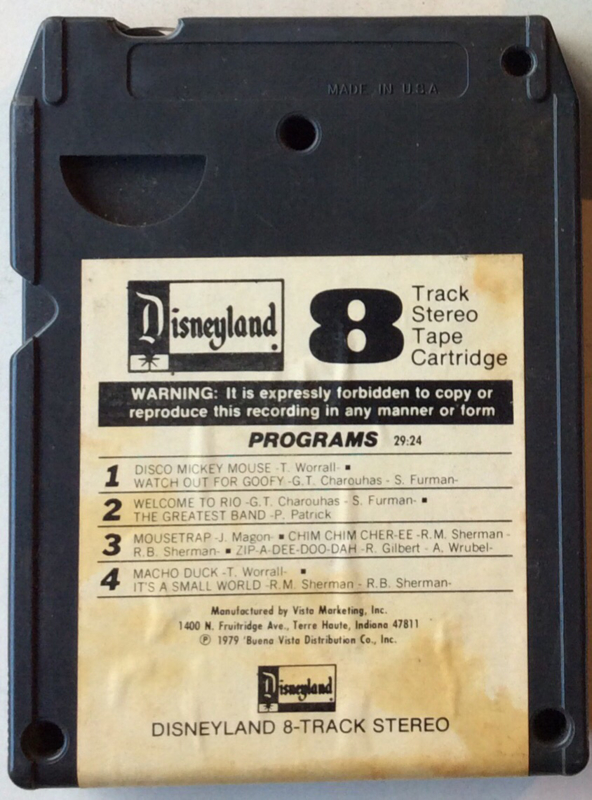 MADE IN U.S.A
Disneyland
8
Track
Stereo
Tape
Cartridge
WARNING: It is expressly forbidden to copy or
reproduce this recording in any manner or form
PROGRAMS 29:24
1 DISCO MICKEY MOUSE -T. Worrall- ▪
WATCH OUT FOR GOOFY -G.T. Charouhas - S. Furman-
2 WELCOME TO RIO -G.T. Charouhas - S. Furman- ▪
THE GREATEST BAND -P. Patrick
3 MOUSETRAP -J. Magon- ▪ CHIM CHIM CHER-EE -R.M. Sherman -
R.B. Sherman- ▪ ZIP-A-DEE-DOO-DAH -R. Gilbert - A. Wrubel-
4 MACHO DUCK -T. Worrall- ▪
IT'S A SMALL WORLD -R.M. Sherman - R.B. Sherman-
Manufactured by Vista Marketing, Inc.
1400 N. Fruitridge Ave., Terre Haute, Indiana 47811
℗ 1979 'Buena Vista Distribution Co., Inc.
Disneyland
DISNEYLAND 8-TRACK STEREO